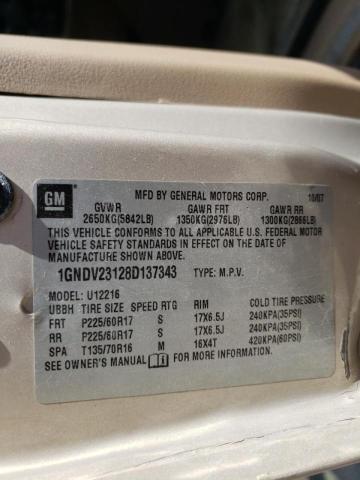 GM
MFD BY GENERAL MOTORS CORP. 10/07
GVWR GAWR FRT GAWR RR
2650KG(5842LB) 1350KG(2976LB) 1300KG(2866LB)
THIS VEHICLE CONFORMS TO ALL APPLICABLE
U.S. FEDERAL MOTOR VEHICLE SAFETY AND
THEFT PREVENTION STANDARDS IN
EFFECT ON THE DATE OF
MANUFACTURE SHOWN ABOVE.
1GNDV23128D137343 TYPE: M.P.V.
MODEL: U12216
UBBH TIRE SIZE SPEED RTG RIM COLD TIRE PRESSURE
FRT P225/60R17 S 17X6.5J 240KPA(35PSI)
RR P225/60R17 S 17X6.5J 240KPA(35PSI)
SPA T135/70R16 M 16X4T 420KPA(60PSI)
SEE OWNER'S MANUAL FOR ADDITIONAL INFORMATION.